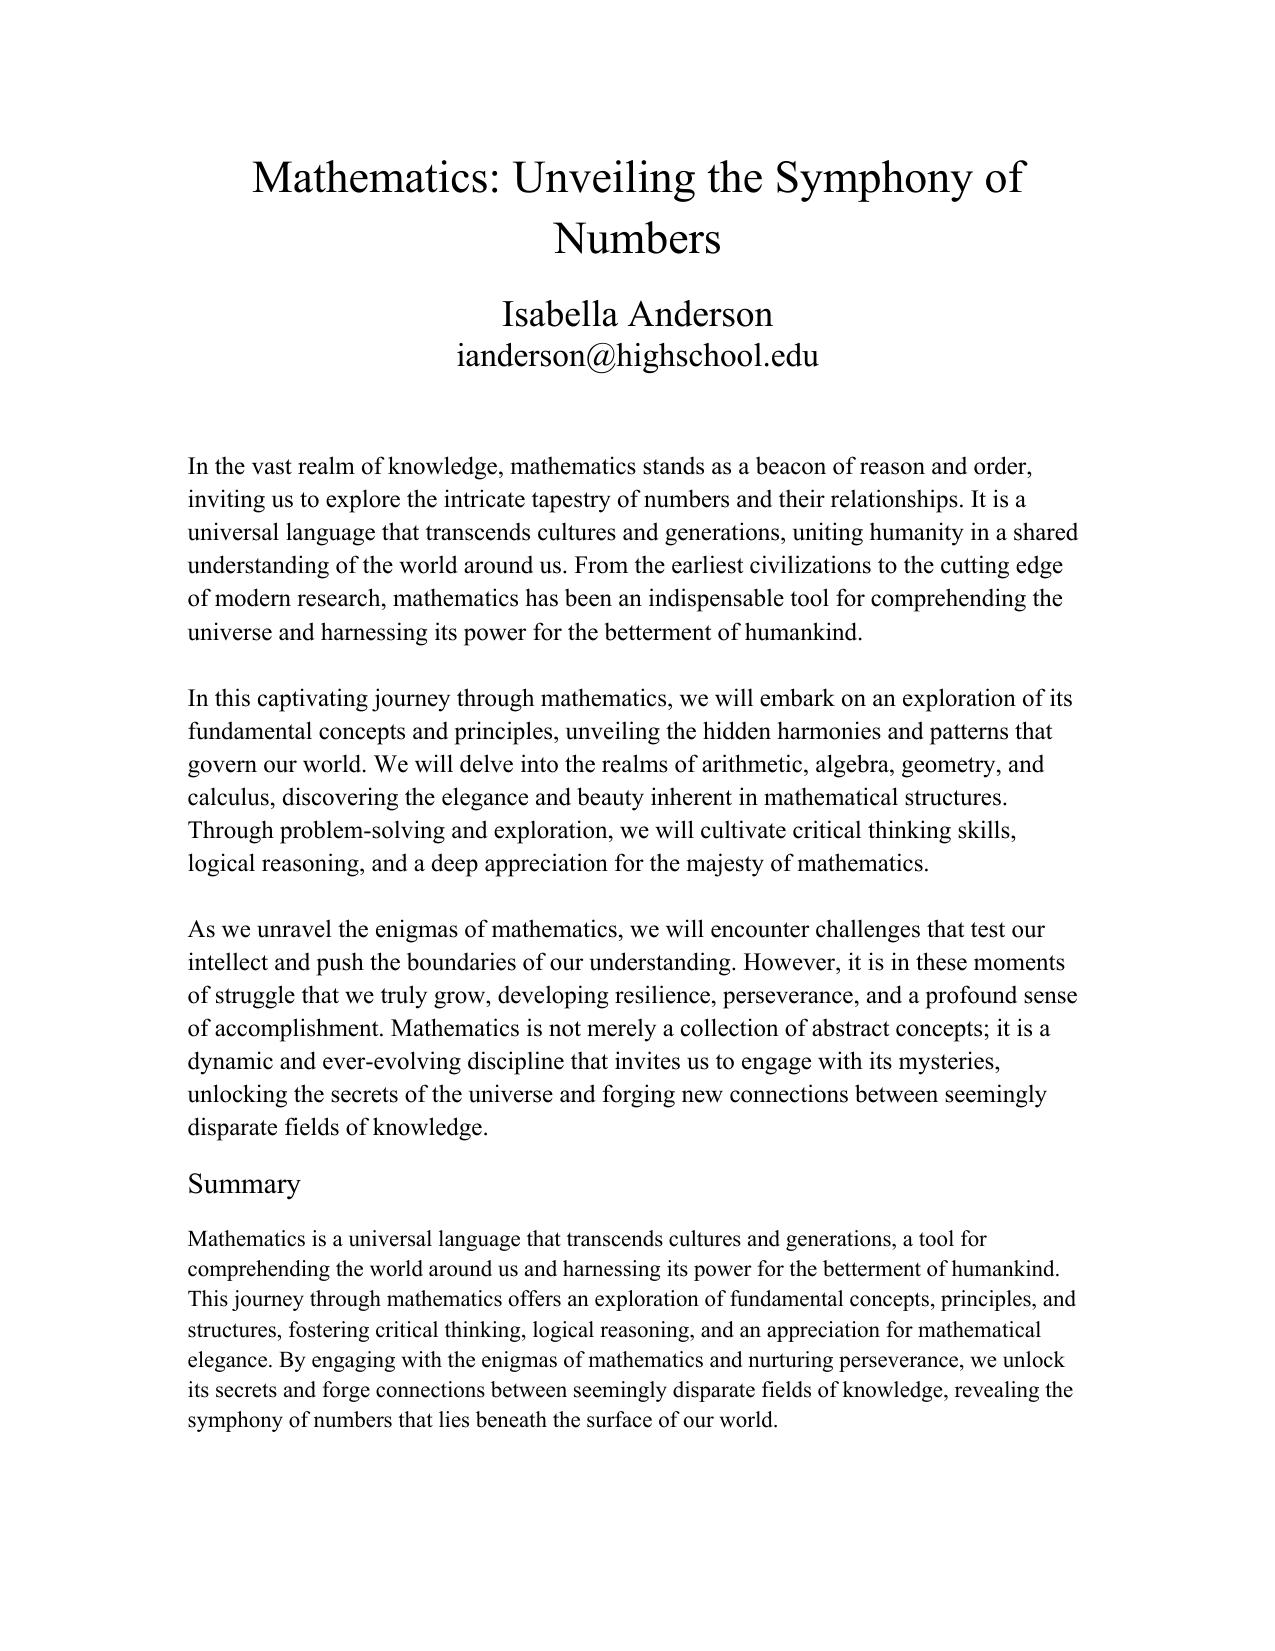 Mathematics: Unveiling the Symphony of
Numbers
Isabella Anderson
ianderson@highschool.edu
In the vast realm of knowledge, mathematics stands as a beacon of reason and order,
inviting us to explore the intricate tapestry of numbers and their relationships. It is a
universal language that transcends cultures and generations, uniting humanity in a shared
understanding of the world around us. From the earliest civilizations to the cutting edge
of modern research, mathematics has been an indispensable tool for comprehending the
universe and harnessing its power for the betterment of humankind.
In this captivating journey through mathematics, we will embark on an exploration of its
fundamental concepts and principles, unveiling the hidden harmonies and patterns that
govern our world. We will delve into the realms of arithmetic, algebra, geometry, and
calculus, discovering the elegance and beauty inherent in mathematical structures.
Through problem-solving and exploration, we will cultivate critical thinking skills,
logical reasoning, and a deep appreciation for the majesty of mathematics.
As we unravel the enigmas of mathematics, we will encounter challenges that test our
intellect and push the boundaries of our understanding. However, it is in these moments
of struggle that we truly grow, developing resilience, perseverance, and a profound sense
of accomplishment. Mathematics is not merely a collection of abstract concepts; it is a
dynamic and ever-evolving discipline that invites us to engage with its mysteries,
unlocking the secrets of the universe and forging new connections between seemingly
disparate fields of knowledge.
Summary
Mathematics is a universal language that transcends cultures and generations, a tool for
comprehending the world around us and harnessing its power for the betterment of humankind.
This journey through mathematics offers an exploration of fundamental concepts, principles, and
structures, fostering critical thinking, logical reasoning, and an appreciation for mathematical
elegance. By engaging with the enigmas of mathematics and nurturing perseverance, we unlock
its secrets and forge connections between seemingly disparate fields of knowledge, revealing the
symphony of numbers that lies beneath the surface of our world.